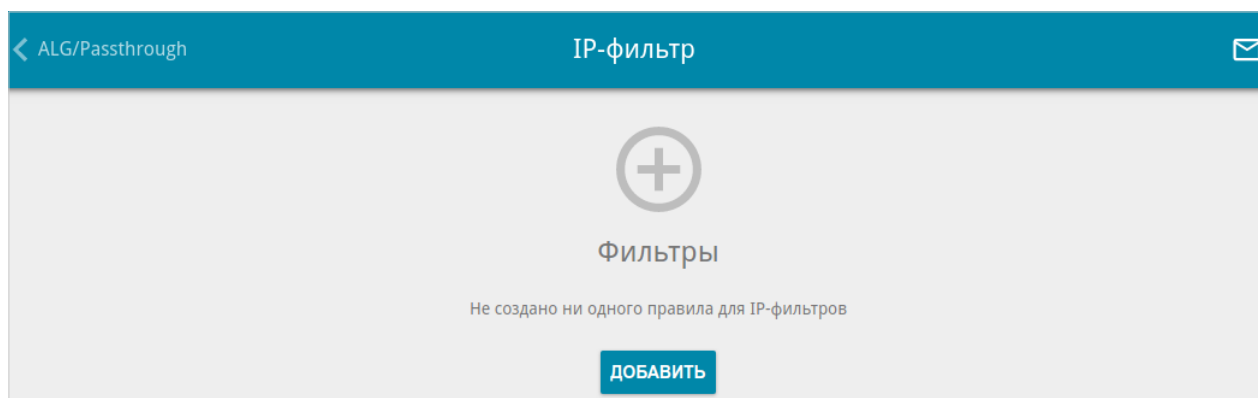 ALG/Passthrough
IP-фильтр
Фильтры
Не создано ни одного правила для IP-фильтров
ДОБАВИТЬ